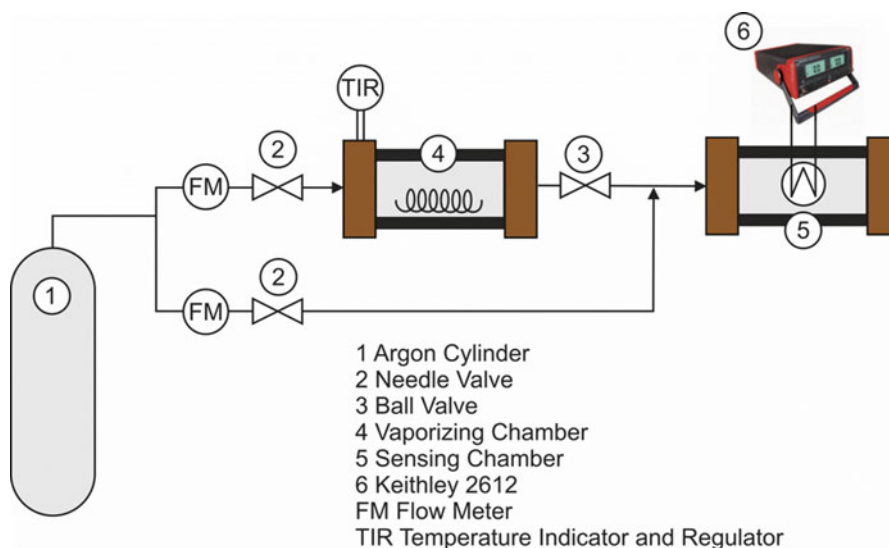 6
TIR
2
4
3
FM
5
1
2
FM
1 Argon Cylinder
2 Needle Valve
3 Ball Valve
4 Vaporizing Chamber
5 Sensing Chamber
6 Keithley 2612
FM Flow Meter
TIR Temperature Indicator and Regulator